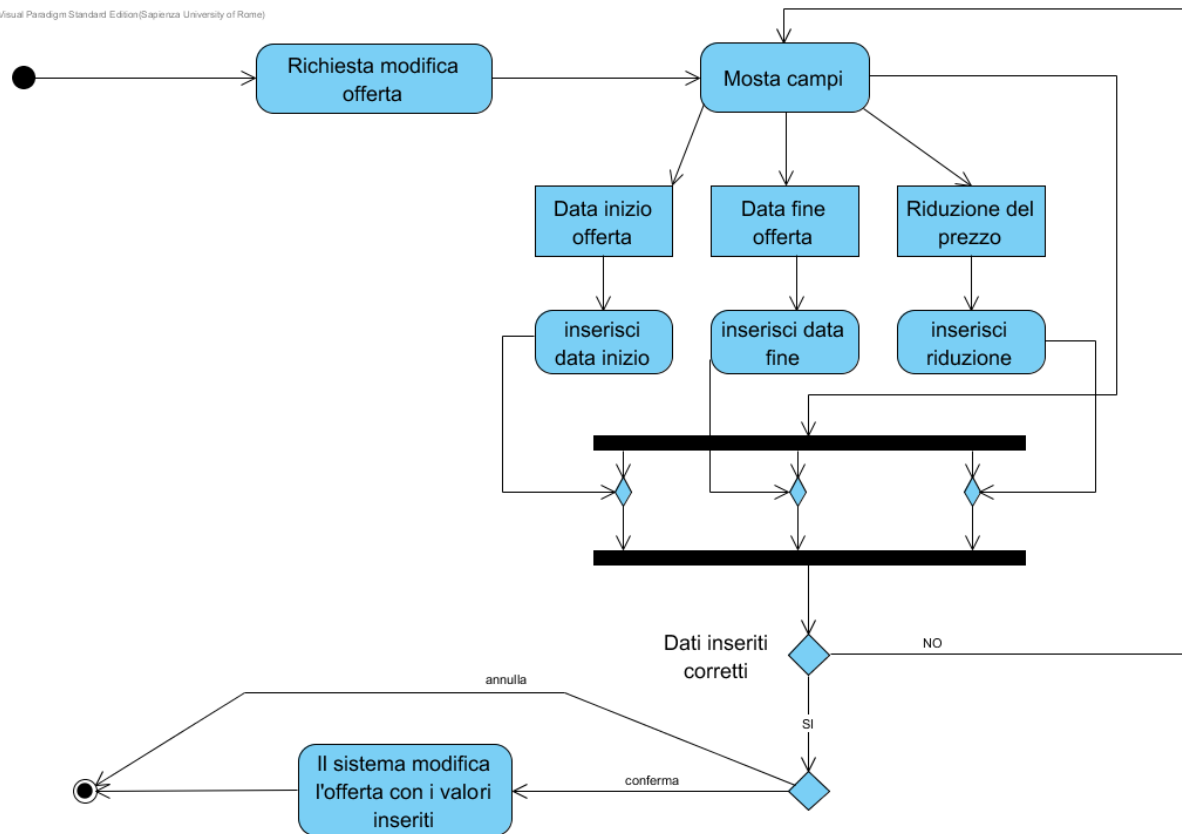 Visual Paradigm Standard Edition(Sapienza University of Rome)
Richiesta modifica
offerta
Mosta campi
Data inizio
offerta
Data fine
offerta
Riduzione del
prezzo
inserisci
data inizio
inserisci data
fine
inserisci
riduzione
Dati inseriti
corretti
NO
SI
annulla
conferma
Il sistema modifica
l'offerta con i valori
inseriti